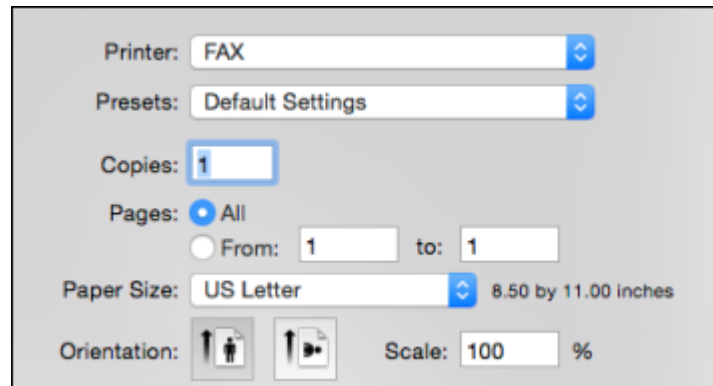 Printer: FAX
Presets: Default Settings
Copies: 1
Pages: All
From: 1 to: 1
Paper Size: US Letter 8.50 by 11.00 inches
Orientation: Scale: 100 %